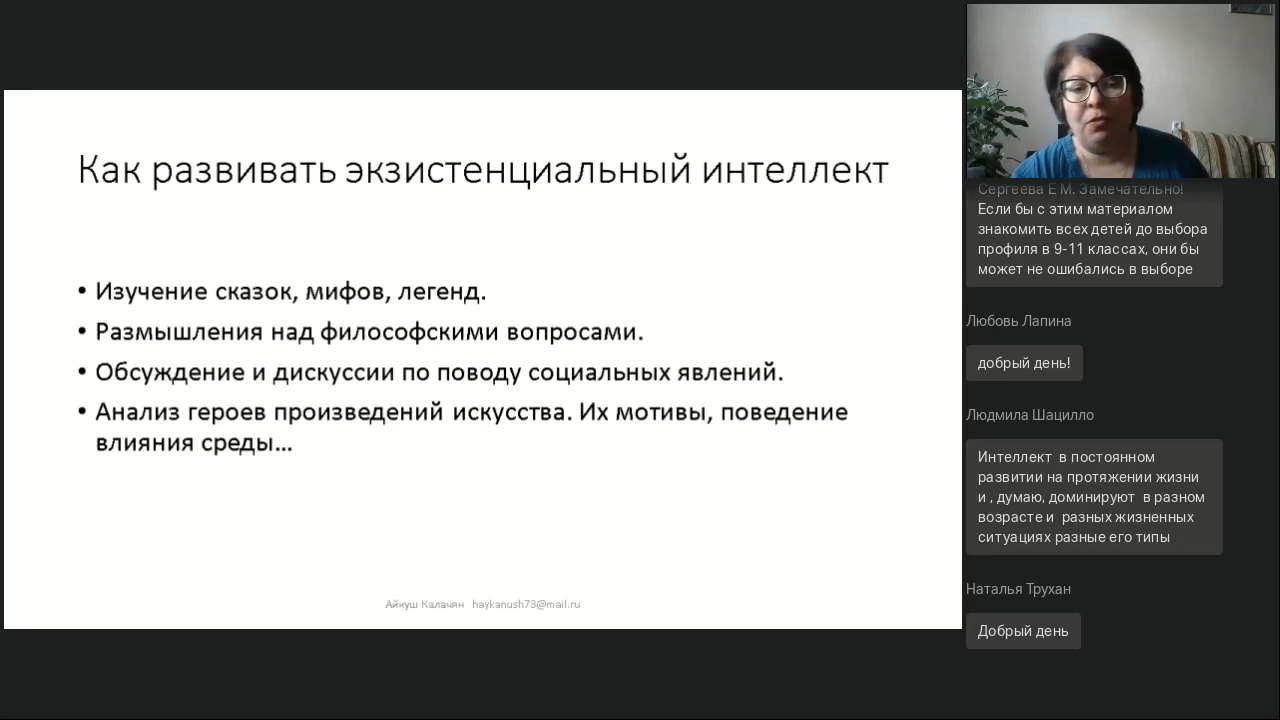 Как развивать экзистенциальный интеллект
• Изучение сказок, мифов, легенд.
• Размышления над философскими вопросами.
• Обсуждение и дискуссии по поводу социальных явлений.
• Анализ героев произведений искусства. Их мотивы, поведение
влияния среды...
Айкуш Калачян haykanush73@mail.ru
Сергеева Е М. Замечательно!
Если бы с этим материалом
знакомить всех детей до выбора
профиля в 9-11 классах, они бы
может не ошибались в выборе
Любовь Лапина
добрый день!
Людмила Шацилло
Интеллект в постоянном
развитии на протяжении жизни
и , думаю, доминируют в разном
возрасте и разных жизненных
ситуациях разные его типы
Наталья Трухан
Добрый день